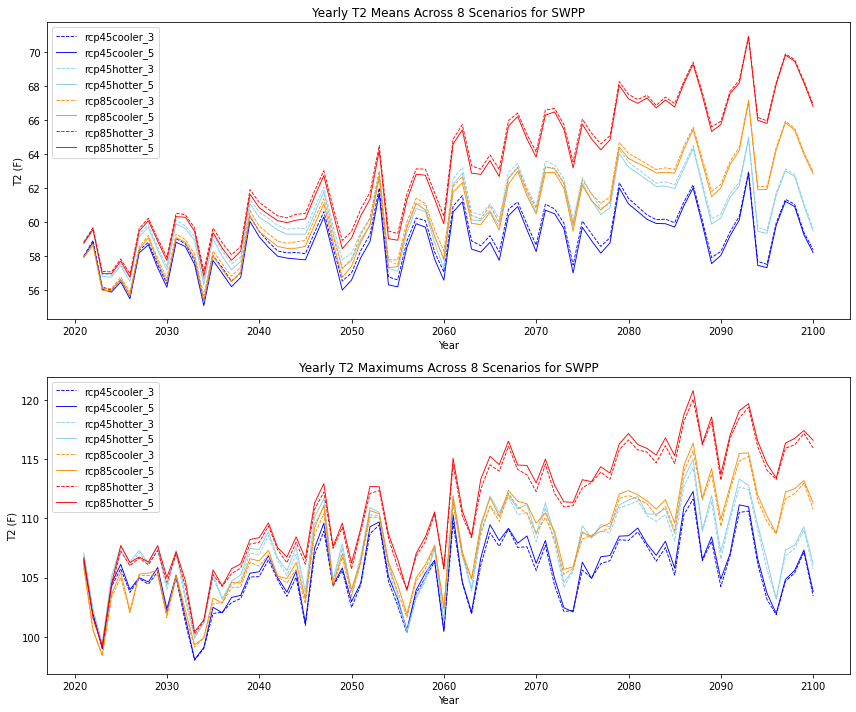 Yearly T2 Means Across 8 Scenarios for SWPP
rcp45cooler_3
rcp45cooler_5
rcp45hotter_3
rcp45hotter_5
rcp85cooler_3
rcp85cooler_5
rcp85hotter_3
rcp85hotter_5
T2 (F)
70
68
66
64
62
60
58
56
2020 2030 2040 2050 2060 2070 2080 2090 2100
Year
Yearly T2 Maximums Across 8 Scenarios for SWPP
rcp45cooler_3
rcp45cooler_5
rcp45hotter_3
rcp45hotter_5
rcp85cooler_3
rcp85cooler_5
rcp85hotter_3
rcp85hotter_5
T2 (F)
120
115
110
105
100
2020 2030 2040 2050 2060 2070 2080 2090 2100
Year